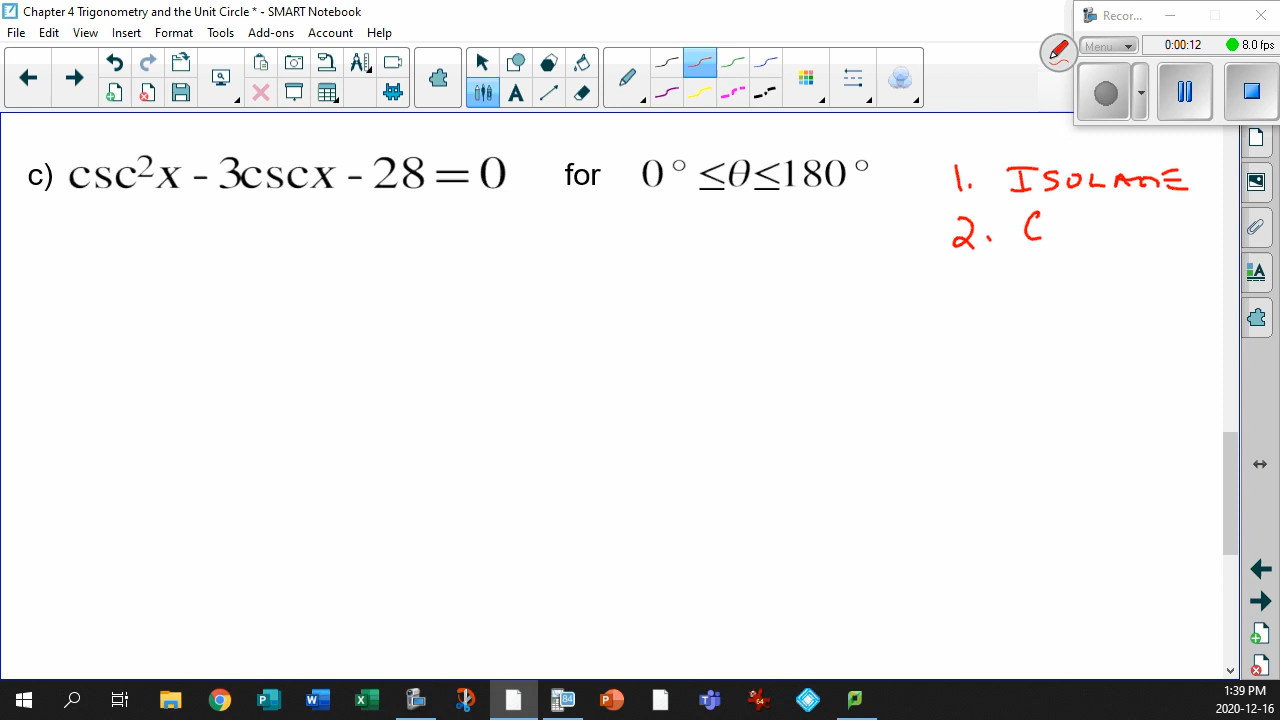 Chapter 4 Trigonometry and the Unit Circle * - SMART Notebook
Recor...
File Edit View Insert Format Tools Add-ons Account Help
Menu 0:00:12 8.0 fps
c) csc²x - 3cscx - 28 = 0 for 0° ≤θ≤180°
1. ISOLATE
2. C
1:39 PM
2020-12-16